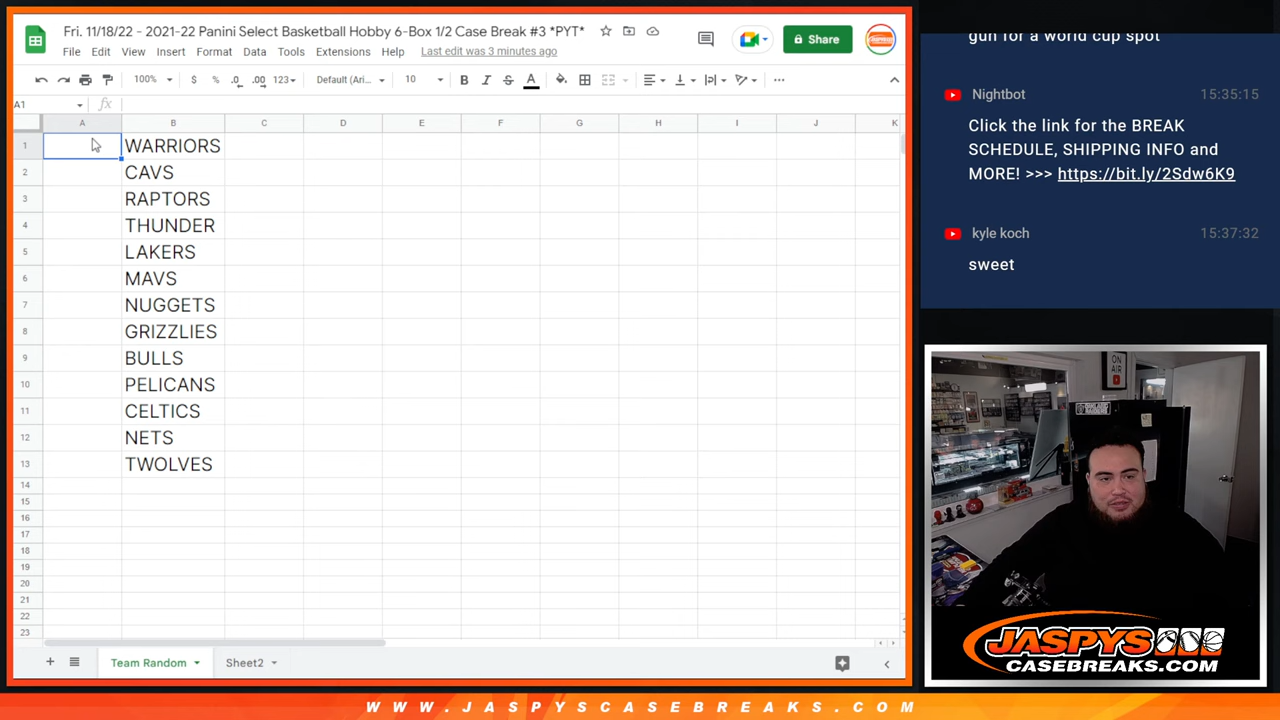 Fri. 11/18/22 - 2021-22 Panini Select Basketball Hobby 6-Box 1/2 Case Break #3 *PYT*
File Edit View Insert Format Data Tools Extensions Help Last edit was 3 minutes ago
Share
100% $ % .0 .00 123 Default (Ari... 10 B I S A
A1 fx
A B C D E F G H I J K
1 WARRIORS
2 CAVS
3 RAPTORS
4 THUNDER
5 LAKERS
6 MAVS
7 NUGGETS
8 GRIZZLIES
9 BULLS
10 PELICANS
11 CELTICS
12 NETS
13 TWOLVES
14
15
16
17
18
19
20
21
22
23
Team Random Sheet2
gun for a world cup spot
Nightbot 15:35:15
Click the link for the BREAK
SCHEDULE, SHIPPING INFO and
MORE! >>> https://bit.ly/2Sdw6K9
kyle koch 15:37:32
sweet
ON
AIR
JASPYS
CASEBREAKS.COM
WWW.JASPYSCASEBREAKS.COM